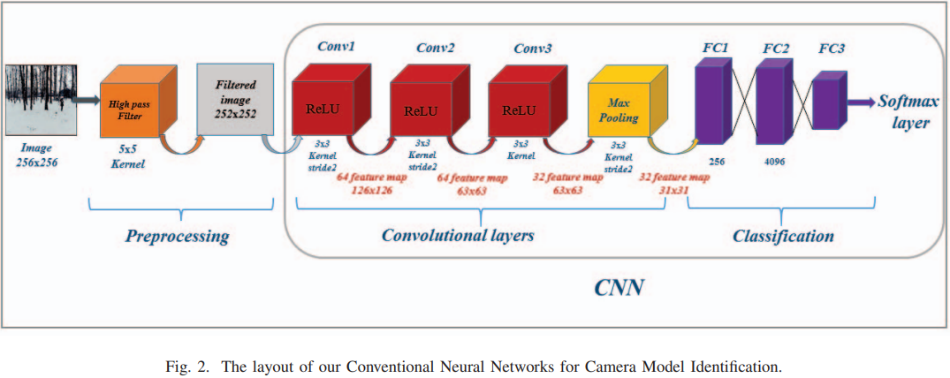 Conv1
Conv2
Conv3
FC1
FC2
FC3
High pass
Filter
Filtered
image
252x252
ReLU
ReLU
ReLU
Max
Pooling
Softmax
layer
Image
256x256
5x5
Kernel
3x3
Kernel
stride2
3x3
Kernel
stride2
3x3
Kernel
3x3
Kernel
stride2
256
4096
64 feature map
126x126
64 feature map
63x63
32 feature map
63x63
32 feature map
31x31
Preprocessing
Convolutional layers
Classification
CNN
Fig. 2. The layout of our Conventional Neural Networks for Camera Model Identification.